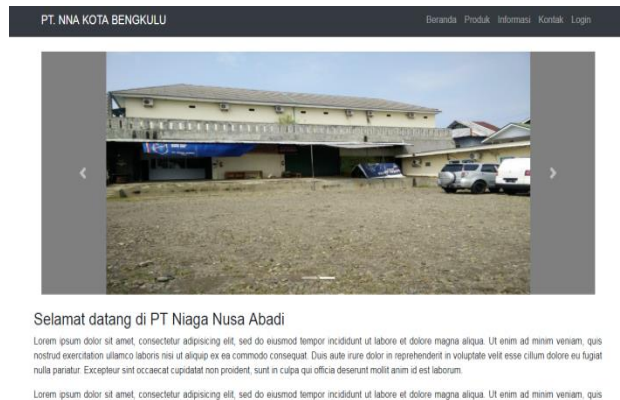 PT. NNA KOTA BENGKULU
Beranda Produk Informasi Kontak Login
Selamat datang di PT Niaga Nusa Abadi
Lorem ipsum dolor sit amet, consectetur adipisicing elit, sed do eiusmod tempor incididunt ut labore et dolore magna aliqua. Ut enim ad minim veniam, quis
nostrud exercitation ullamco laboris nisi ut aliquip ex ea commodo consequat. Duis aute irure dolor in reprehenderit in voluptate velit esse cillum dolore eu fugiat
nulla pariatur. Excepteur sint occaecat cupidatat non proident, sunt in culpa qui officia deserunt mollit anim id est laborum.
Lorem ipsum dolor sit amet, consectetur adipisicing elit, sed do eiusmod tempor incididunt ut labore et dolore magna aliqua. Ut enim ad minim veniam, quis